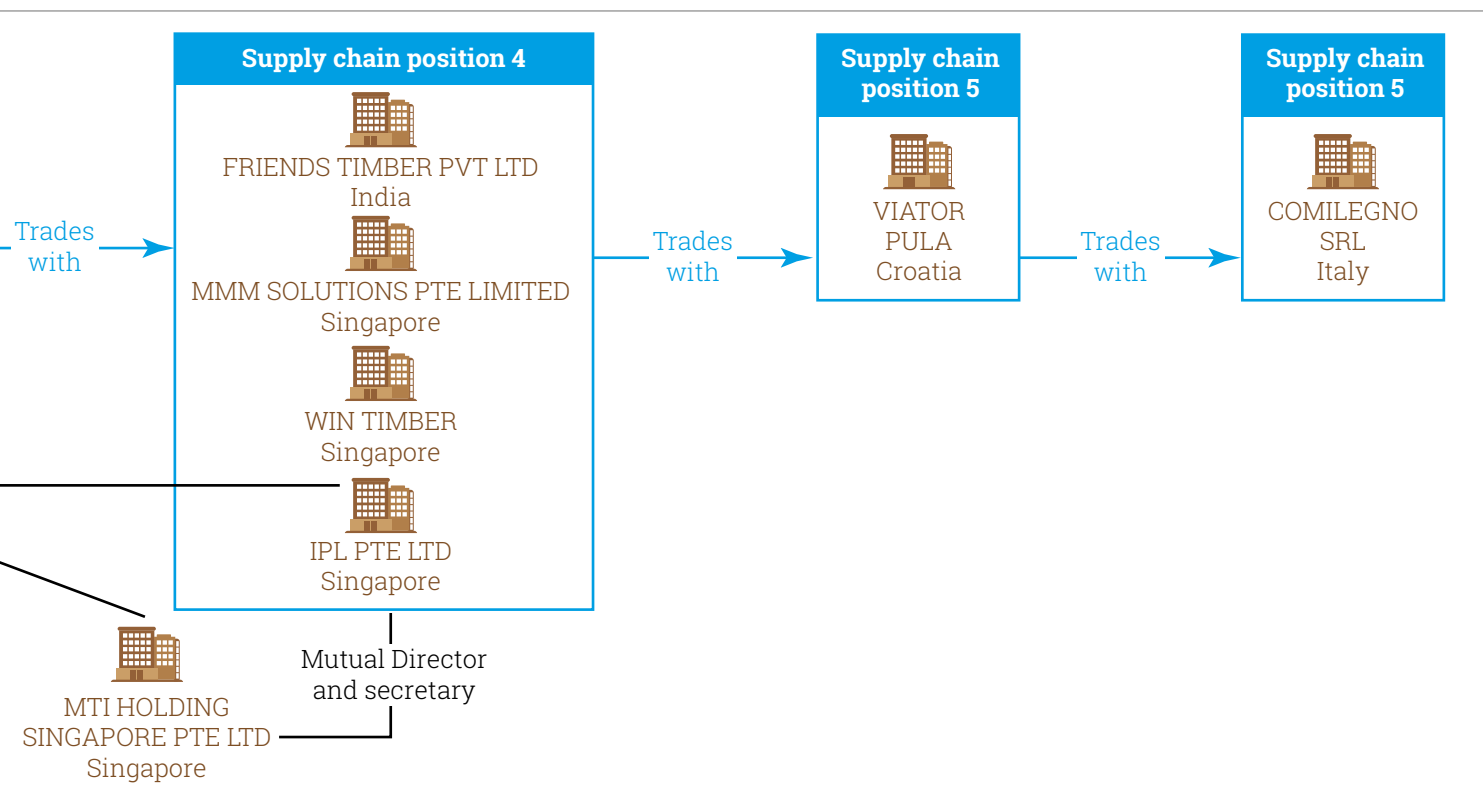 Supply chain position 4
FRIENDS TIMBER PVT LTD
India
MMM SOLUTIONS PTE LIMITED
Singapore
WIN TIMBER
Singapore
IPL PTE LTD
Singapore
Trades
with
Trades
with
Supply chain
position 5
VIATOR
PULA
Croatia
Trades
with
Supply chain
position 5
COMILEGNO
SRL
Italy
Mutual Director
and secretary
MTI HOLDING
SINGAPORE PTE LTD
Singapore